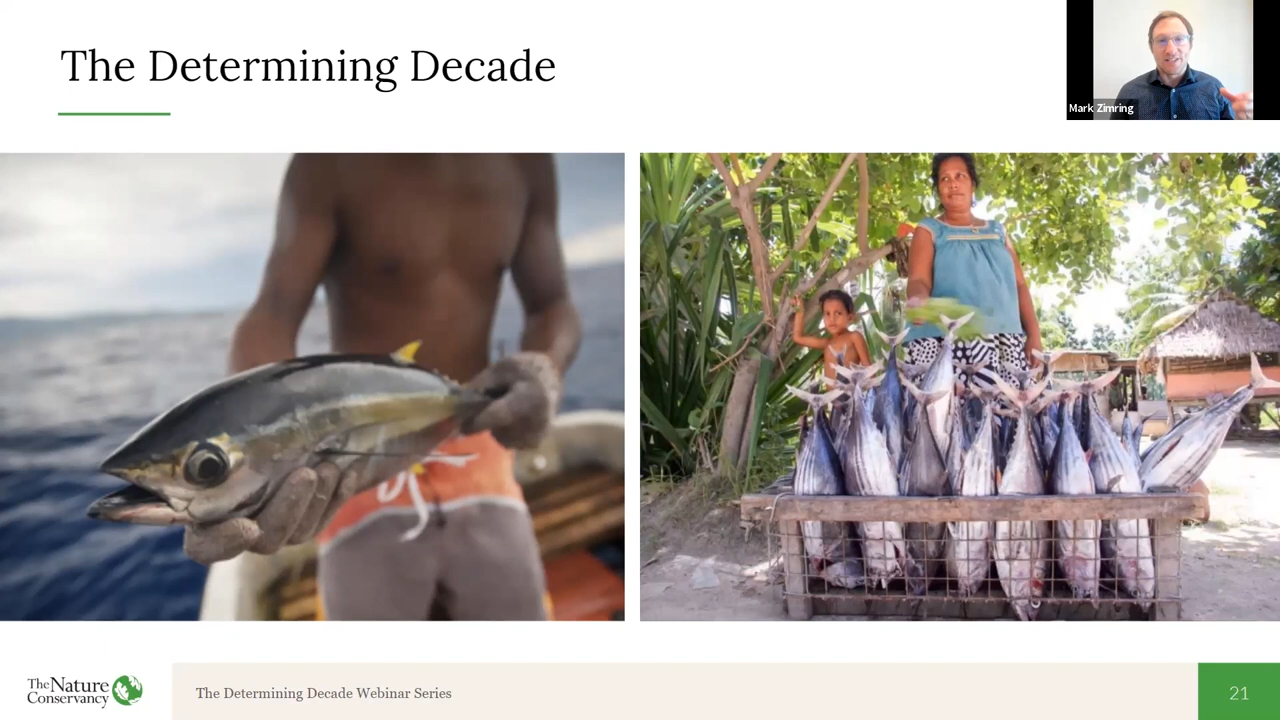 The Determining Decade
Mark Zimring
The Nature
Conservancy
The Determining Decade Webinar Series
21